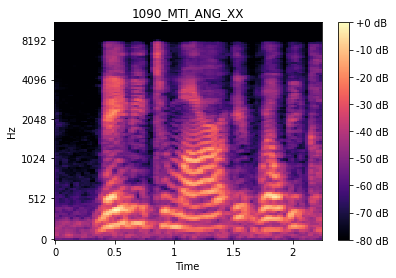 1090_MTI_ANG_XX
+0 dB
8192
-10 dB
4096
-20 dB
-30 dB
2048
-40 dB
Hz
1024
-50 dB
512
-60 dB
-70 dB
0
-80 dB
0 0.5 1 1.5 2
Time